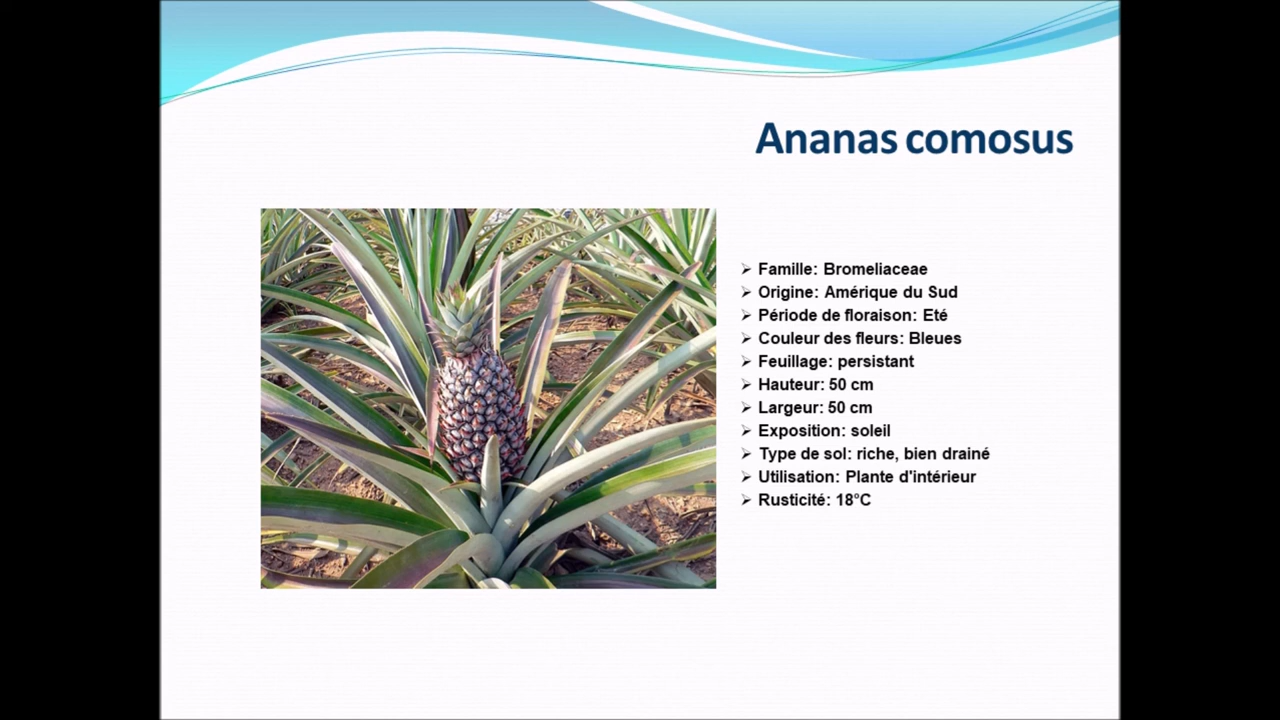 Ananas comosus
➢ Famille: Bromeliaceae
➢ Origine: Amérique du Sud
➢ Période de floraison: Eté
➢ Couleur des fleurs: Bleues
➢ Feuillage: persistant
➢ Hauteur: 50 cm
➢ Largeur: 50 cm
➢ Exposition: soleil
➢ Type de sol: riche, bien drainé
➢ Utilisation: Plante d'intérieur
➢ Rusticité: 18°C